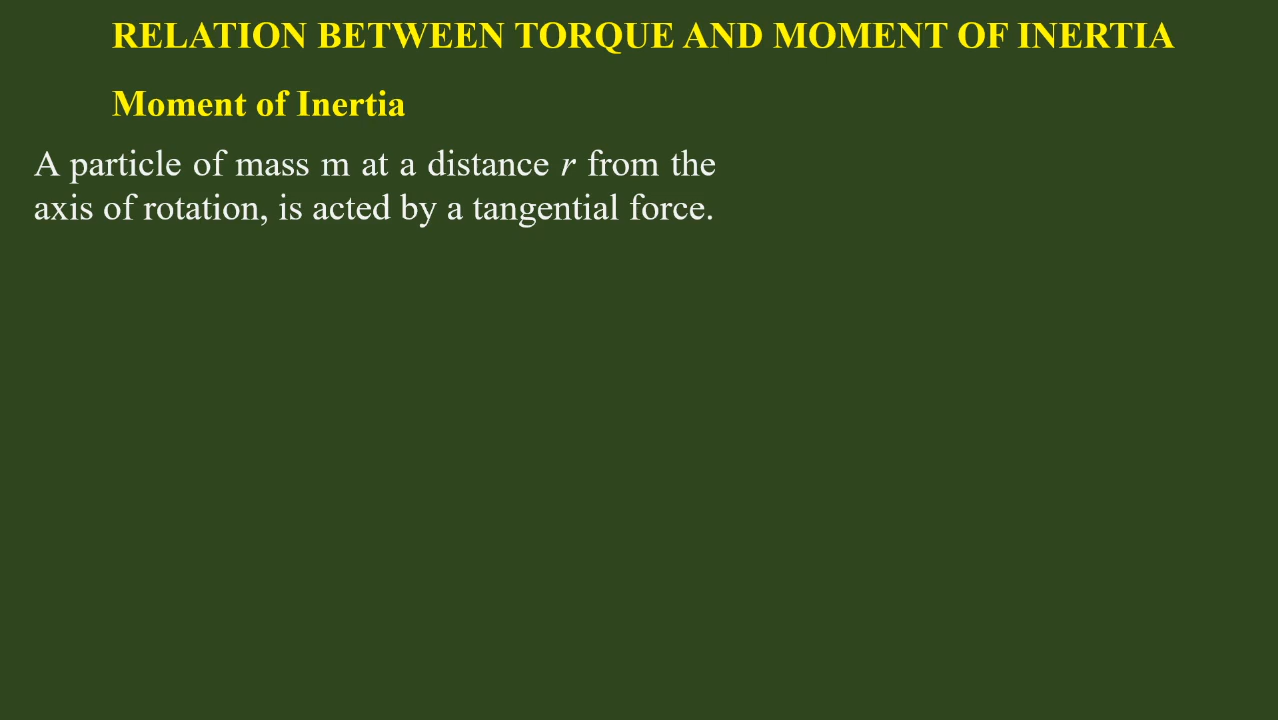 RELATION BETWEEN TORQUE AND MOMENT OF INERTIA
Moment of Inertia
A particle of mass m at a distance r from the
axis of rotation, is acted by a tangential force.